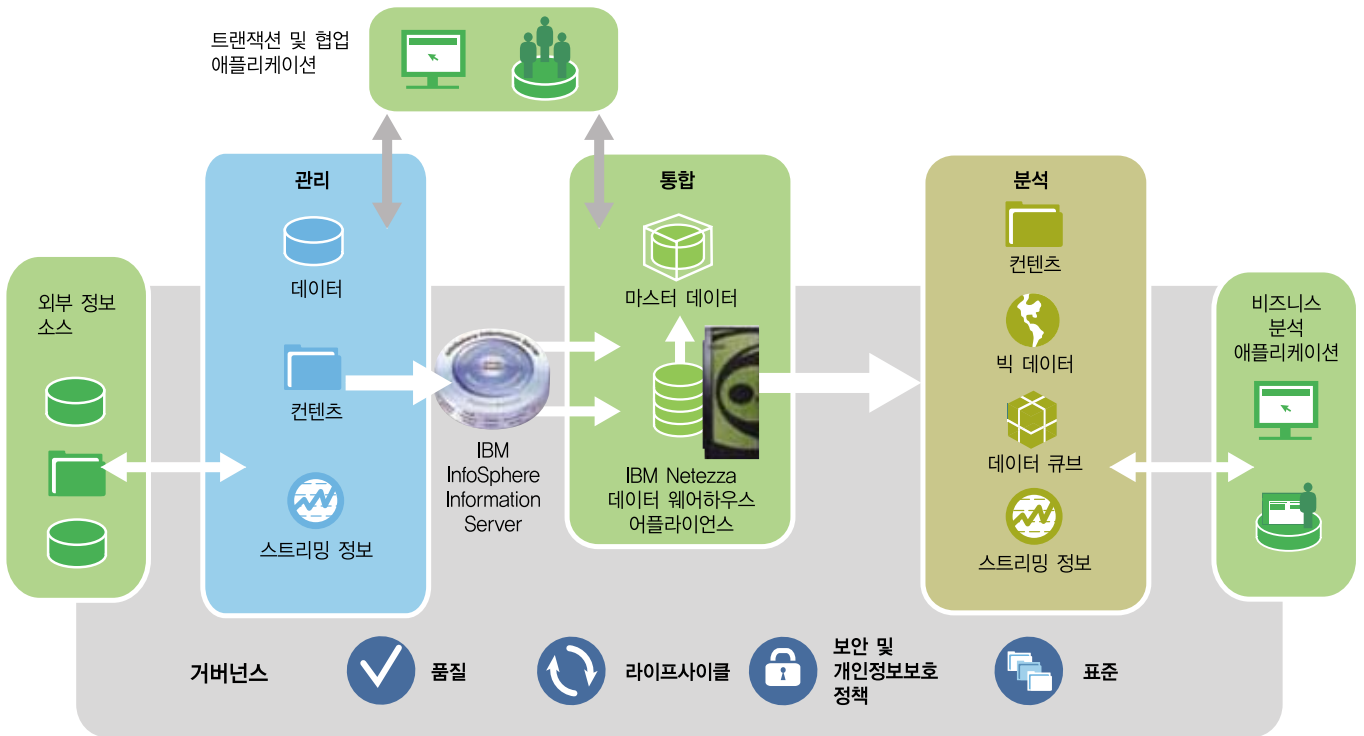 트랜잭션 및 협업
애플리케이션
관리
데이터
컨텐츠
스트리밍 정보
통합
마스터 데이터
IBM Netezza
데이터 웨어하우스
어플라이언스
분석
컨텐츠
빅 데이터
데이터 큐브
스트리밍 정보
외부 정보
소스
IBM
InfoSphere
Information
Server
비즈니스
분석
애플리케이션
거버넌스
품질
라이프사이클
보안 및
개인정보보호
정책
표준